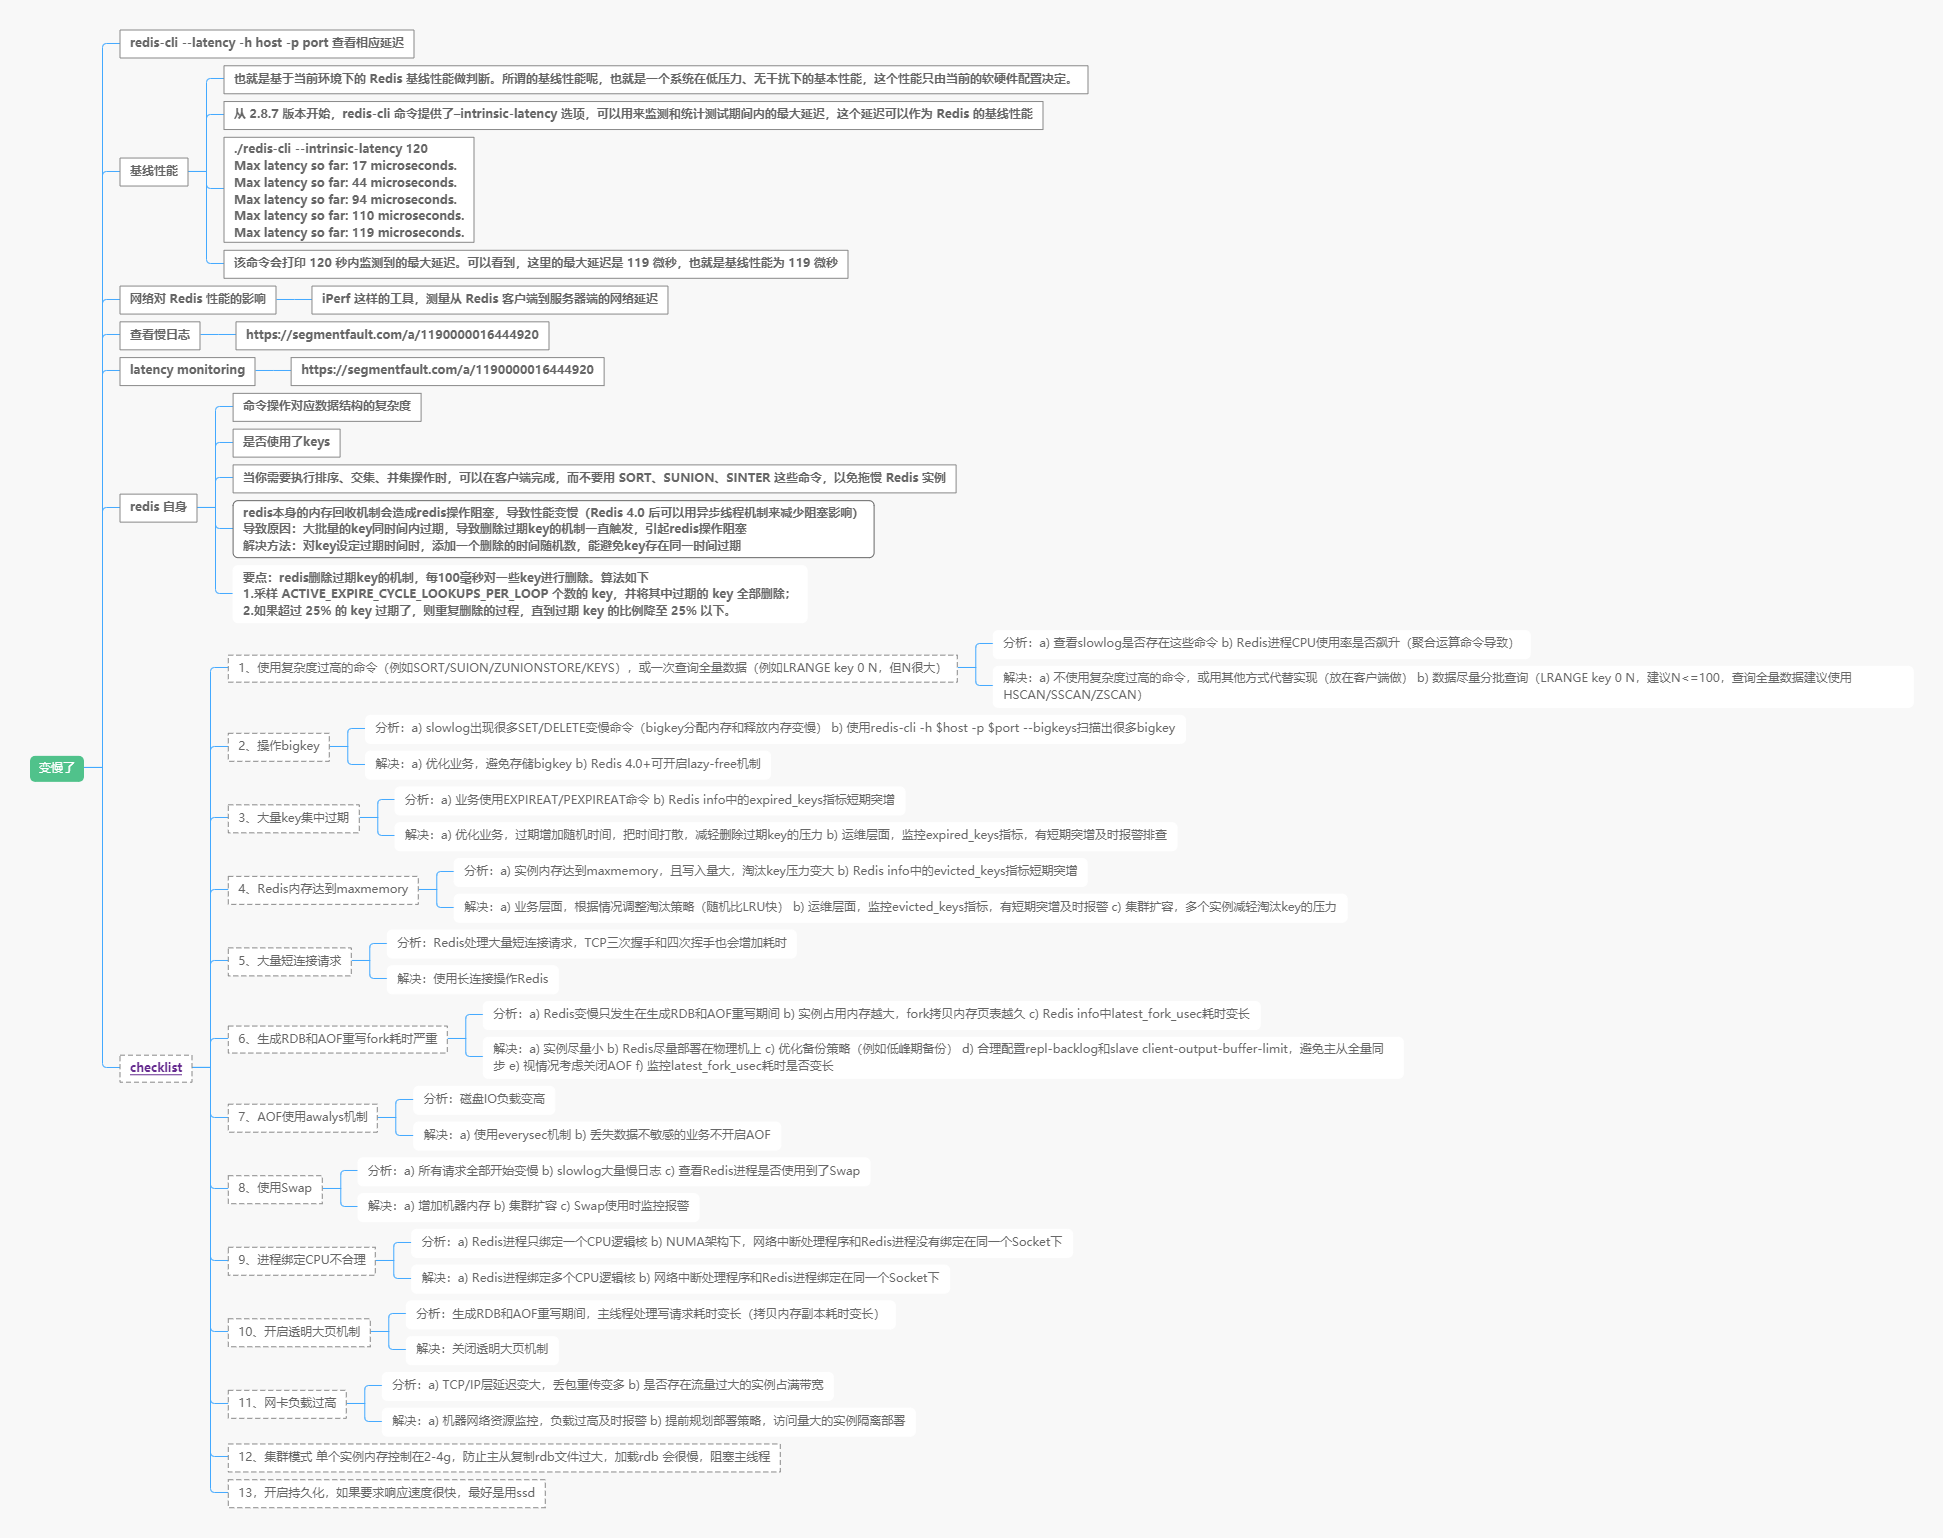 变慢了
redis-cli --latency -h host -p port 查看相应延迟
基线性能
也就是基于当前环境下的 Redis 基线性能做判断。所谓的基线性能呢，也就是一个系统在低压力、无干扰下的基本性能，这个性能只由当前的软硬件配置决定。
从 2.8.7 版本开始，redis-cli 命令提供了–intrinsic-latency 选项，可以用来监测和统计测试期间内的最大延迟，这个延迟可以作为 Redis 的基线性能
./redis-cli --intrinsic-latency 120
Max latency so far: 17 microseconds.
Max latency so far: 44 microseconds.
Max latency so far: 94 microseconds.
Max latency so far: 110 microseconds.
Max latency so far: 119 microseconds.
该命令会打印 120 秒内监测到的最大延迟。可以看到，这里的最大延迟是 119 微秒，也就是基线性能为 119 微秒
网络对 Redis 性能的影响
iPerf 这样的工具，测量从 Redis 客户端到服务器端的网络延迟
查看慢日志
https://segmentfault.com/a/1190000016444920
latency monitoring
https://segmentfault.com/a/1190000016444920
redis 自身
命令操作对应数据结构的复杂度
是否使用了keys
当你需要执行排序、交集、并集操作时，可以在客户端完成，而不要用 SORT、SUNION、SINTER 这些命令，以免拖慢 Redis 实例
redis本身的内存回收机制会造成redis操作阻塞，导致性能变慢（Redis 4.0 后可以用异步线程机制来减少阻塞影响)
导致原因：大批量的key同时间内过期，导致删除过期key的机制一直触发，引起redis操作阻塞
解决方法：对key设定过期时间时，添加一个删除的时间随机数，能避免key存在同一时间过期
要点：redis删除过期key的机制，每100毫秒对一些key进行删除。算法如下
1.采样 ACTIVE_EXPIRE_CYCLE_LOOKUPS_PER_LOOP 个数的 key，并将其中过期的 key 全部删除；
2.如果超过 25% 的 key 过期了，则重复删除的过程，直到过期 key 的比例降至 25% 以下。
checklist
1、使用复杂度过高的命令（例如SORT/SUION/ZUNIONSTORE/KEYS），或一次查询全量数据（例如LRANGE key 0 N，但N很大）
分析：a) 查看slowlog是否存在这些命令 b) Redis进程CPU使用率是否飙升（聚合运算命令导致）
解决：a) 不使用复杂度过高的命令，或用其他方式代替实现（放在客户端做） b) 数据尽量分批查询（LRANGE key 0 N，建议N<=100，查询全量数据建议使用
HSCAN/SSCAN/ZSCAN）
2、操作bigkey
分析：a) slowlog出现很多SET/DELETE变慢命令（bigkey分配内存和释放内存变慢） b) 使用redis-cli -h $host -p $port --bigkeys扫描出很多bigkey
解决：a) 优化业务，避免存储bigkey b) Redis 4.0+可开启lazy-free机制
3、大量key集中过期
分析：a) 业务使用EXPIREAT/PEXPIREAT命令 b) Redis info中的expired_keys指标短期突增
解决：a) 优化业务，过期增加随机时间，把时间打散，减轻删除过期key的压力 b) 运维层面，监控expired_keys指标，有短期突增及时报警排查
4、Redis内存达到maxmemory
分析：a) 实例内存达到maxmemory，且写入量大，淘汰key压力变大 b) Redis info中的evicted_keys指标短期突增
解决：a) 业务层面，根据情况调整淘汰策略（随机比LRU快） b) 运维层面，监控evicted_keys指标，有短期突增及时报警 c) 集群扩容，多个实例减轻淘汰key的压力
5、大量短连接请求
分析：Redis处理大量短连接请求，TCP三次握手和四次挥手也会增加耗时
解决：使用长连接操作Redis
6、生成RDB和AOF重写fork耗时严重
分析：a) Redis变慢只发生在生成RDB和AOF重写期间 b) 实例占用内存越大，fork拷贝内存页表越久 c) Redis info中latest_fork_usec耗时变长
解决：a) 实例尽量小 b) Redis尽量部署在物理机上 c) 优化备份策略（例如低峰期备份） d) 合理配置repl-backlog和slave client-output-buffer-limit，避免主从全量同
步 e) 视情况考虑关闭AOF f) 监控latest_fork_usec耗时是否变长
7、AOF使用awalys机制
分析：磁盘IO负载变高
解决：a) 使用everysec机制 b) 丢失数据不敏感的业务不开启AOF
8、使用Swap
分析：a) 所有请求全部开始变慢 b) slowlog大量慢日志 c) 查看Redis进程是否使用到了Swap
解决：a) 增加机器内存 b) 集群扩容 c) Swap使用时监控报警
9、进程绑定CPU不合理
分析：a) Redis进程只绑定一个CPU逻辑核 b) NUMA架构下，网络中断处理程序和Redis进程没有绑定在同一个Socket下
解决：a) Redis进程绑定多个CPU逻辑核 b) 网络中断处理程序和Redis进程绑定在同一个Socket下
10、开启透明大页机制
分析：生成RDB和AOF重写期间，主线程处理写请求耗时变长（拷贝内存副本耗时变长）
解决：关闭透明大页机制
11、网卡负载过高
分析：a) TCP/IP层延迟变大，丢包重传变多 b) 是否存在流量过大的实例占满带宽
解决：a) 机器网络资源监控，负载过高及时报警 b) 提前规划部署策略，访问量大的实例隔离部署
12、集群模式 单个实例内存控制在2-4g，防止主从复制rdb文件过大，加载rdb 会很慢，阻塞主线程
13，开启持久化，如果要求响应速度很快，最好是用ssd